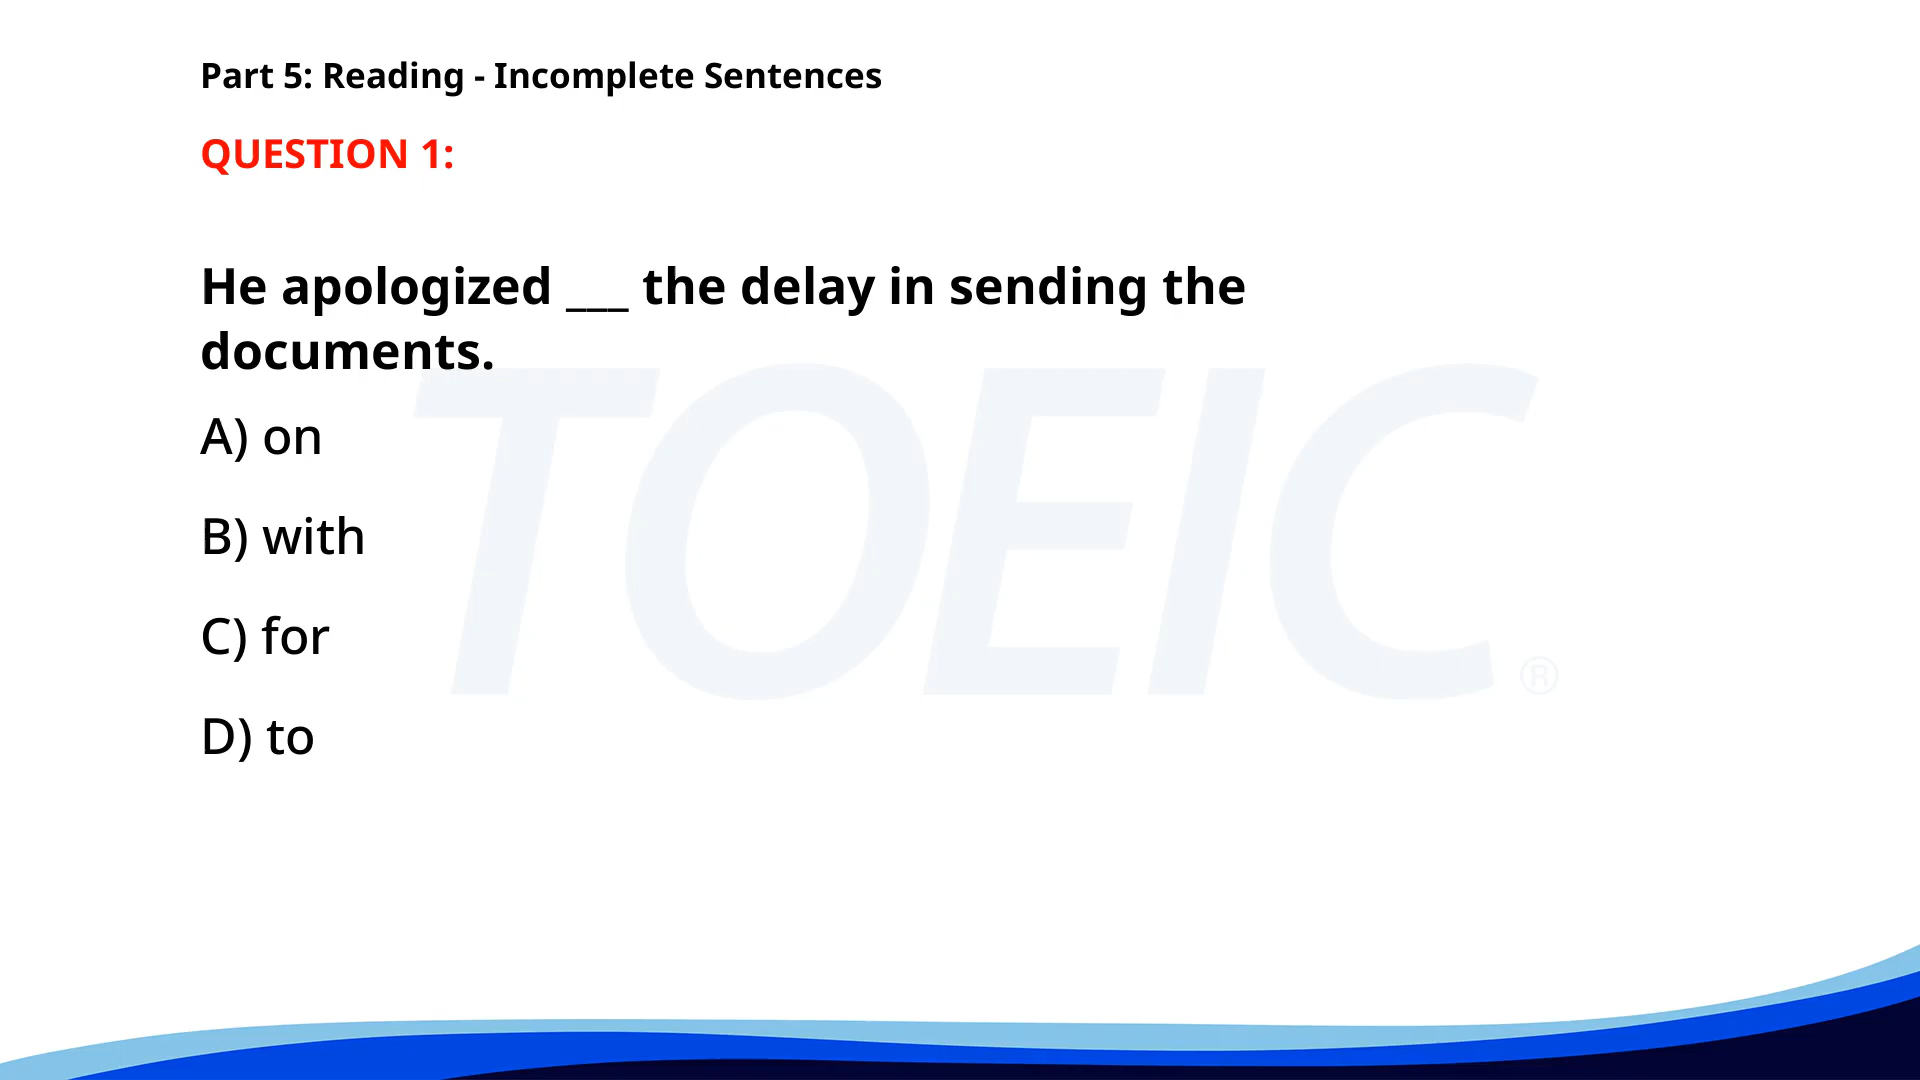 Part 5: Reading - Incomplete Sentences
QUESTION 1:
He apologized ___ the delay in sending the
documents.
A) on
B) with
C) for
D) to
TOEIC®